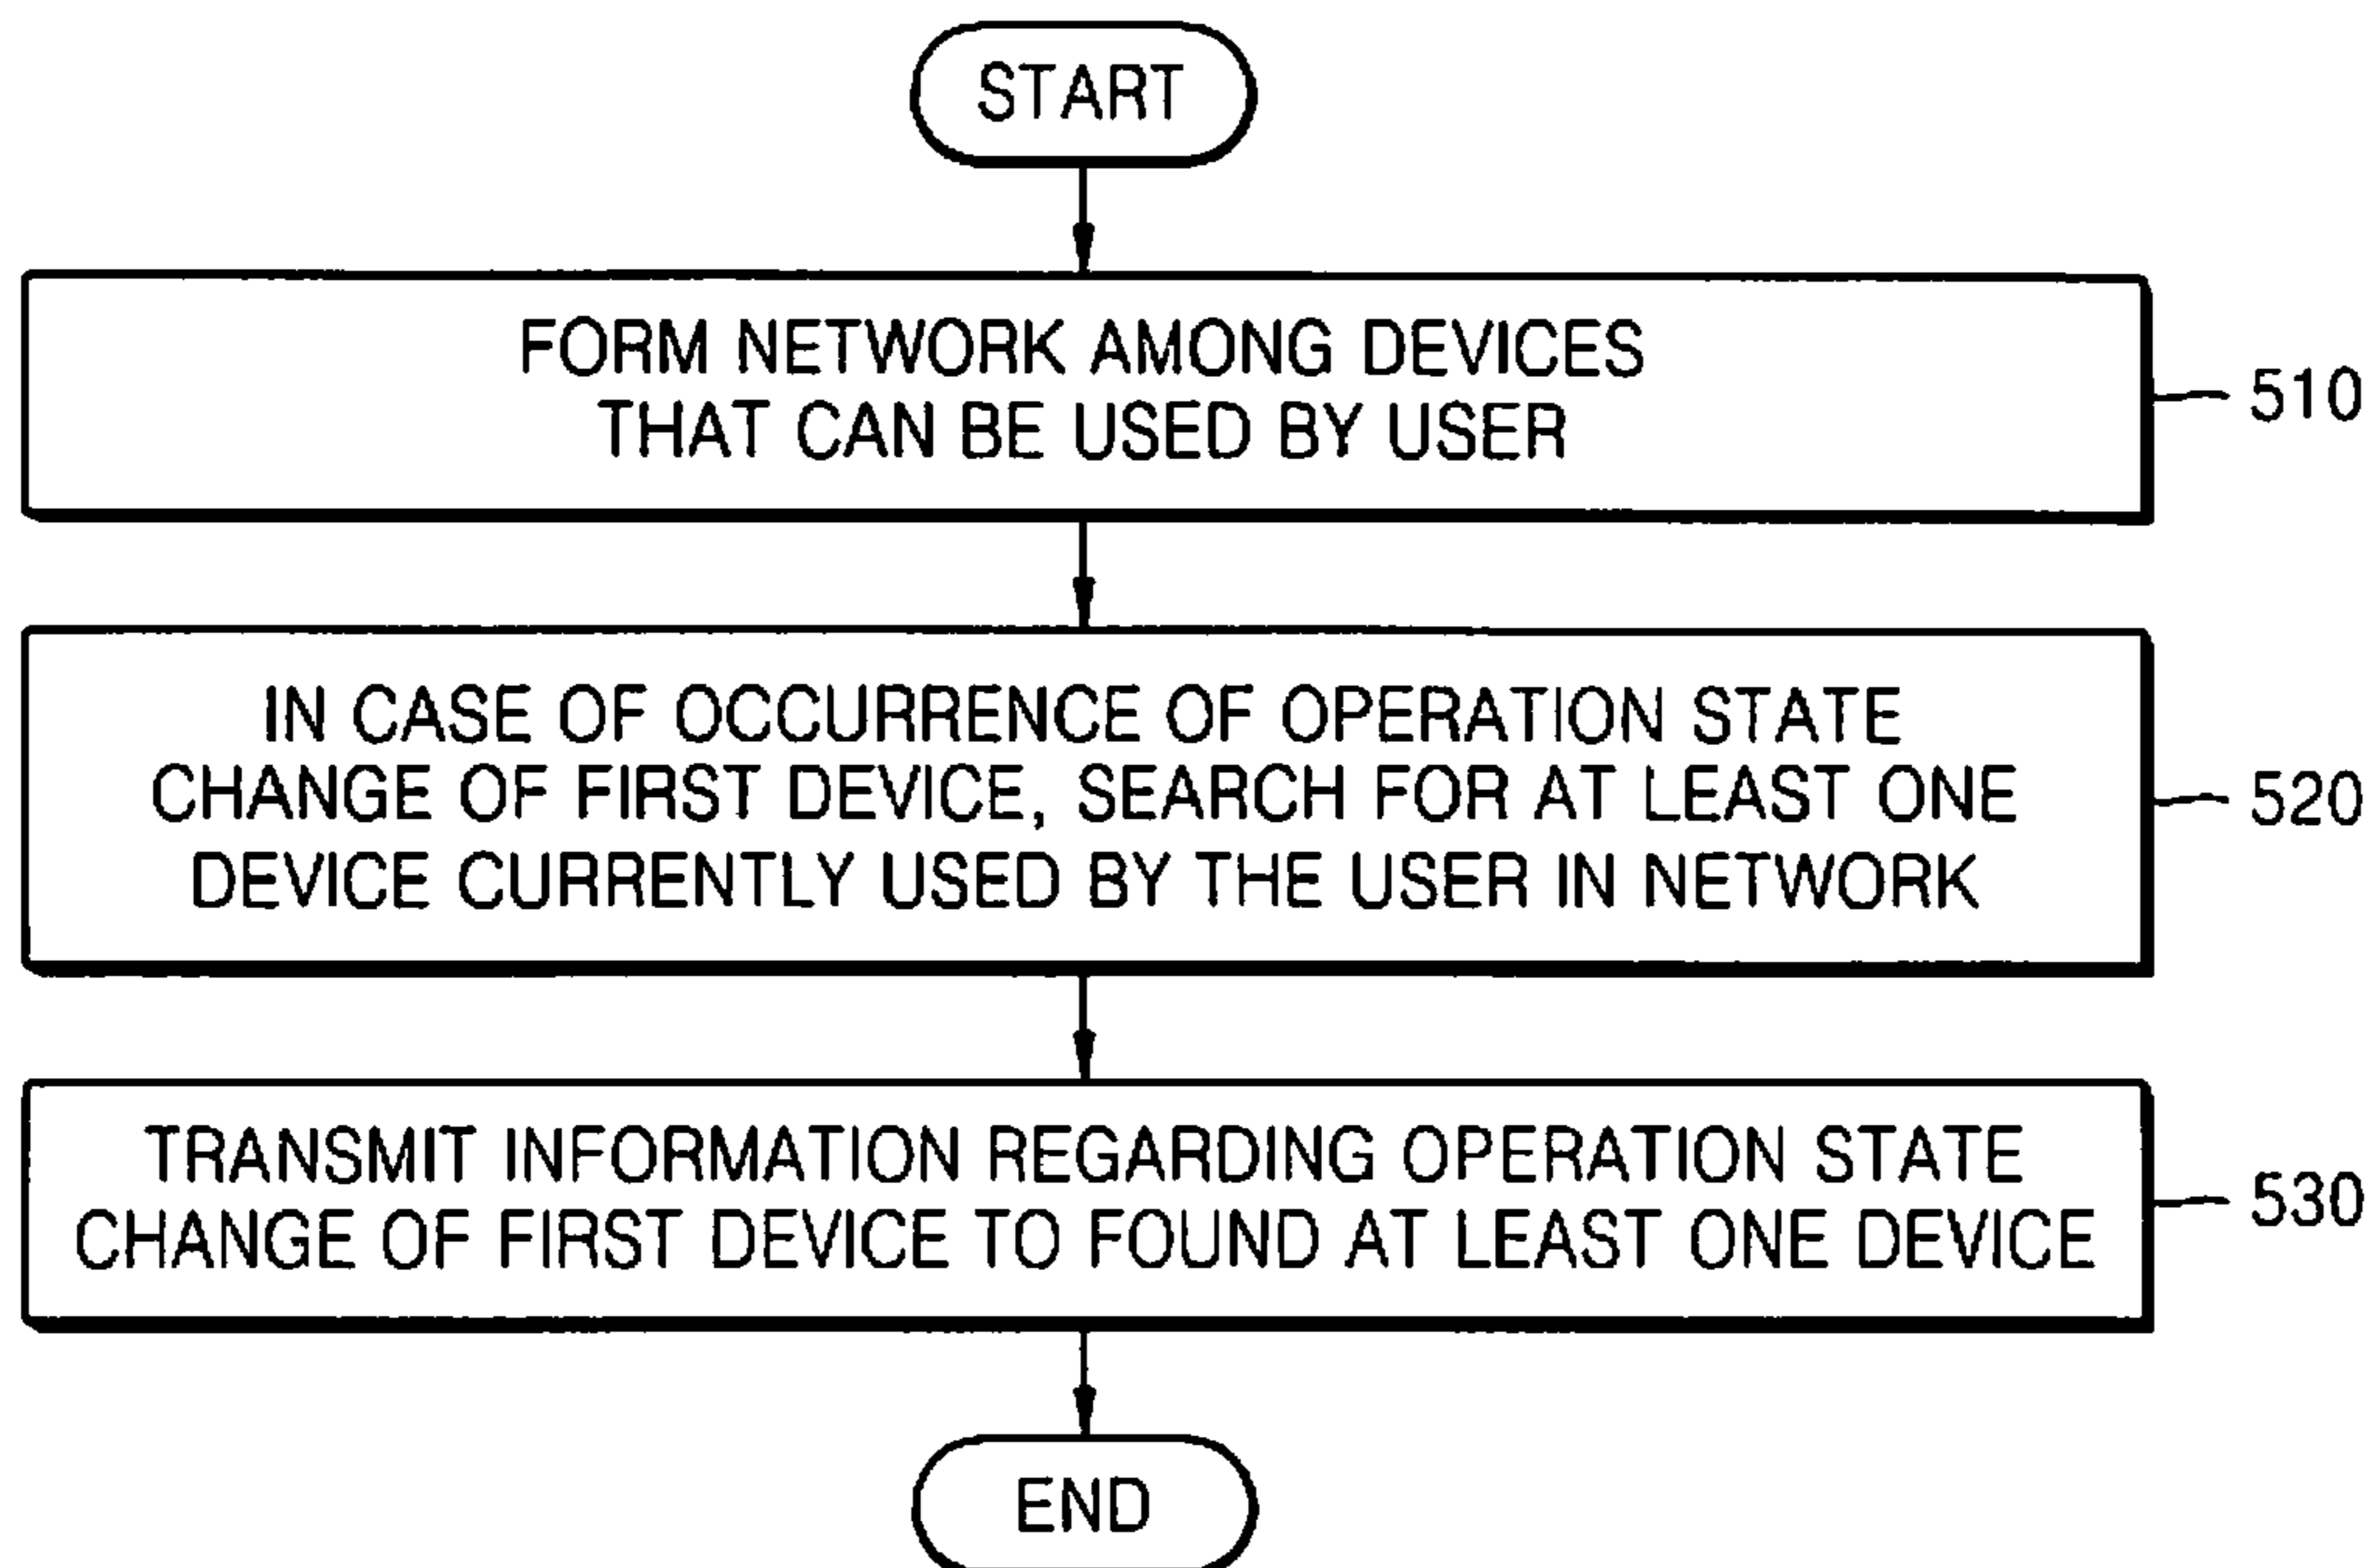 START
FORM NETWORK AMONG DEVICES
THAT CAN BE USED BY USER
510
IN CASE OF OCCURRENCE OF OPERATION STATE
CHANGE OF FIRST DEVICE, SEARCH FOR AT LEAST ONE
DEVICE CURRENTLY USED BY THE USER IN NETWORK
520
TRANSMIT INFORMATION REGARDING OPERATION STATE
CHANGE OF FIRST DEVICE TO FOUND AT LEAST ONE DEVICE
530
END